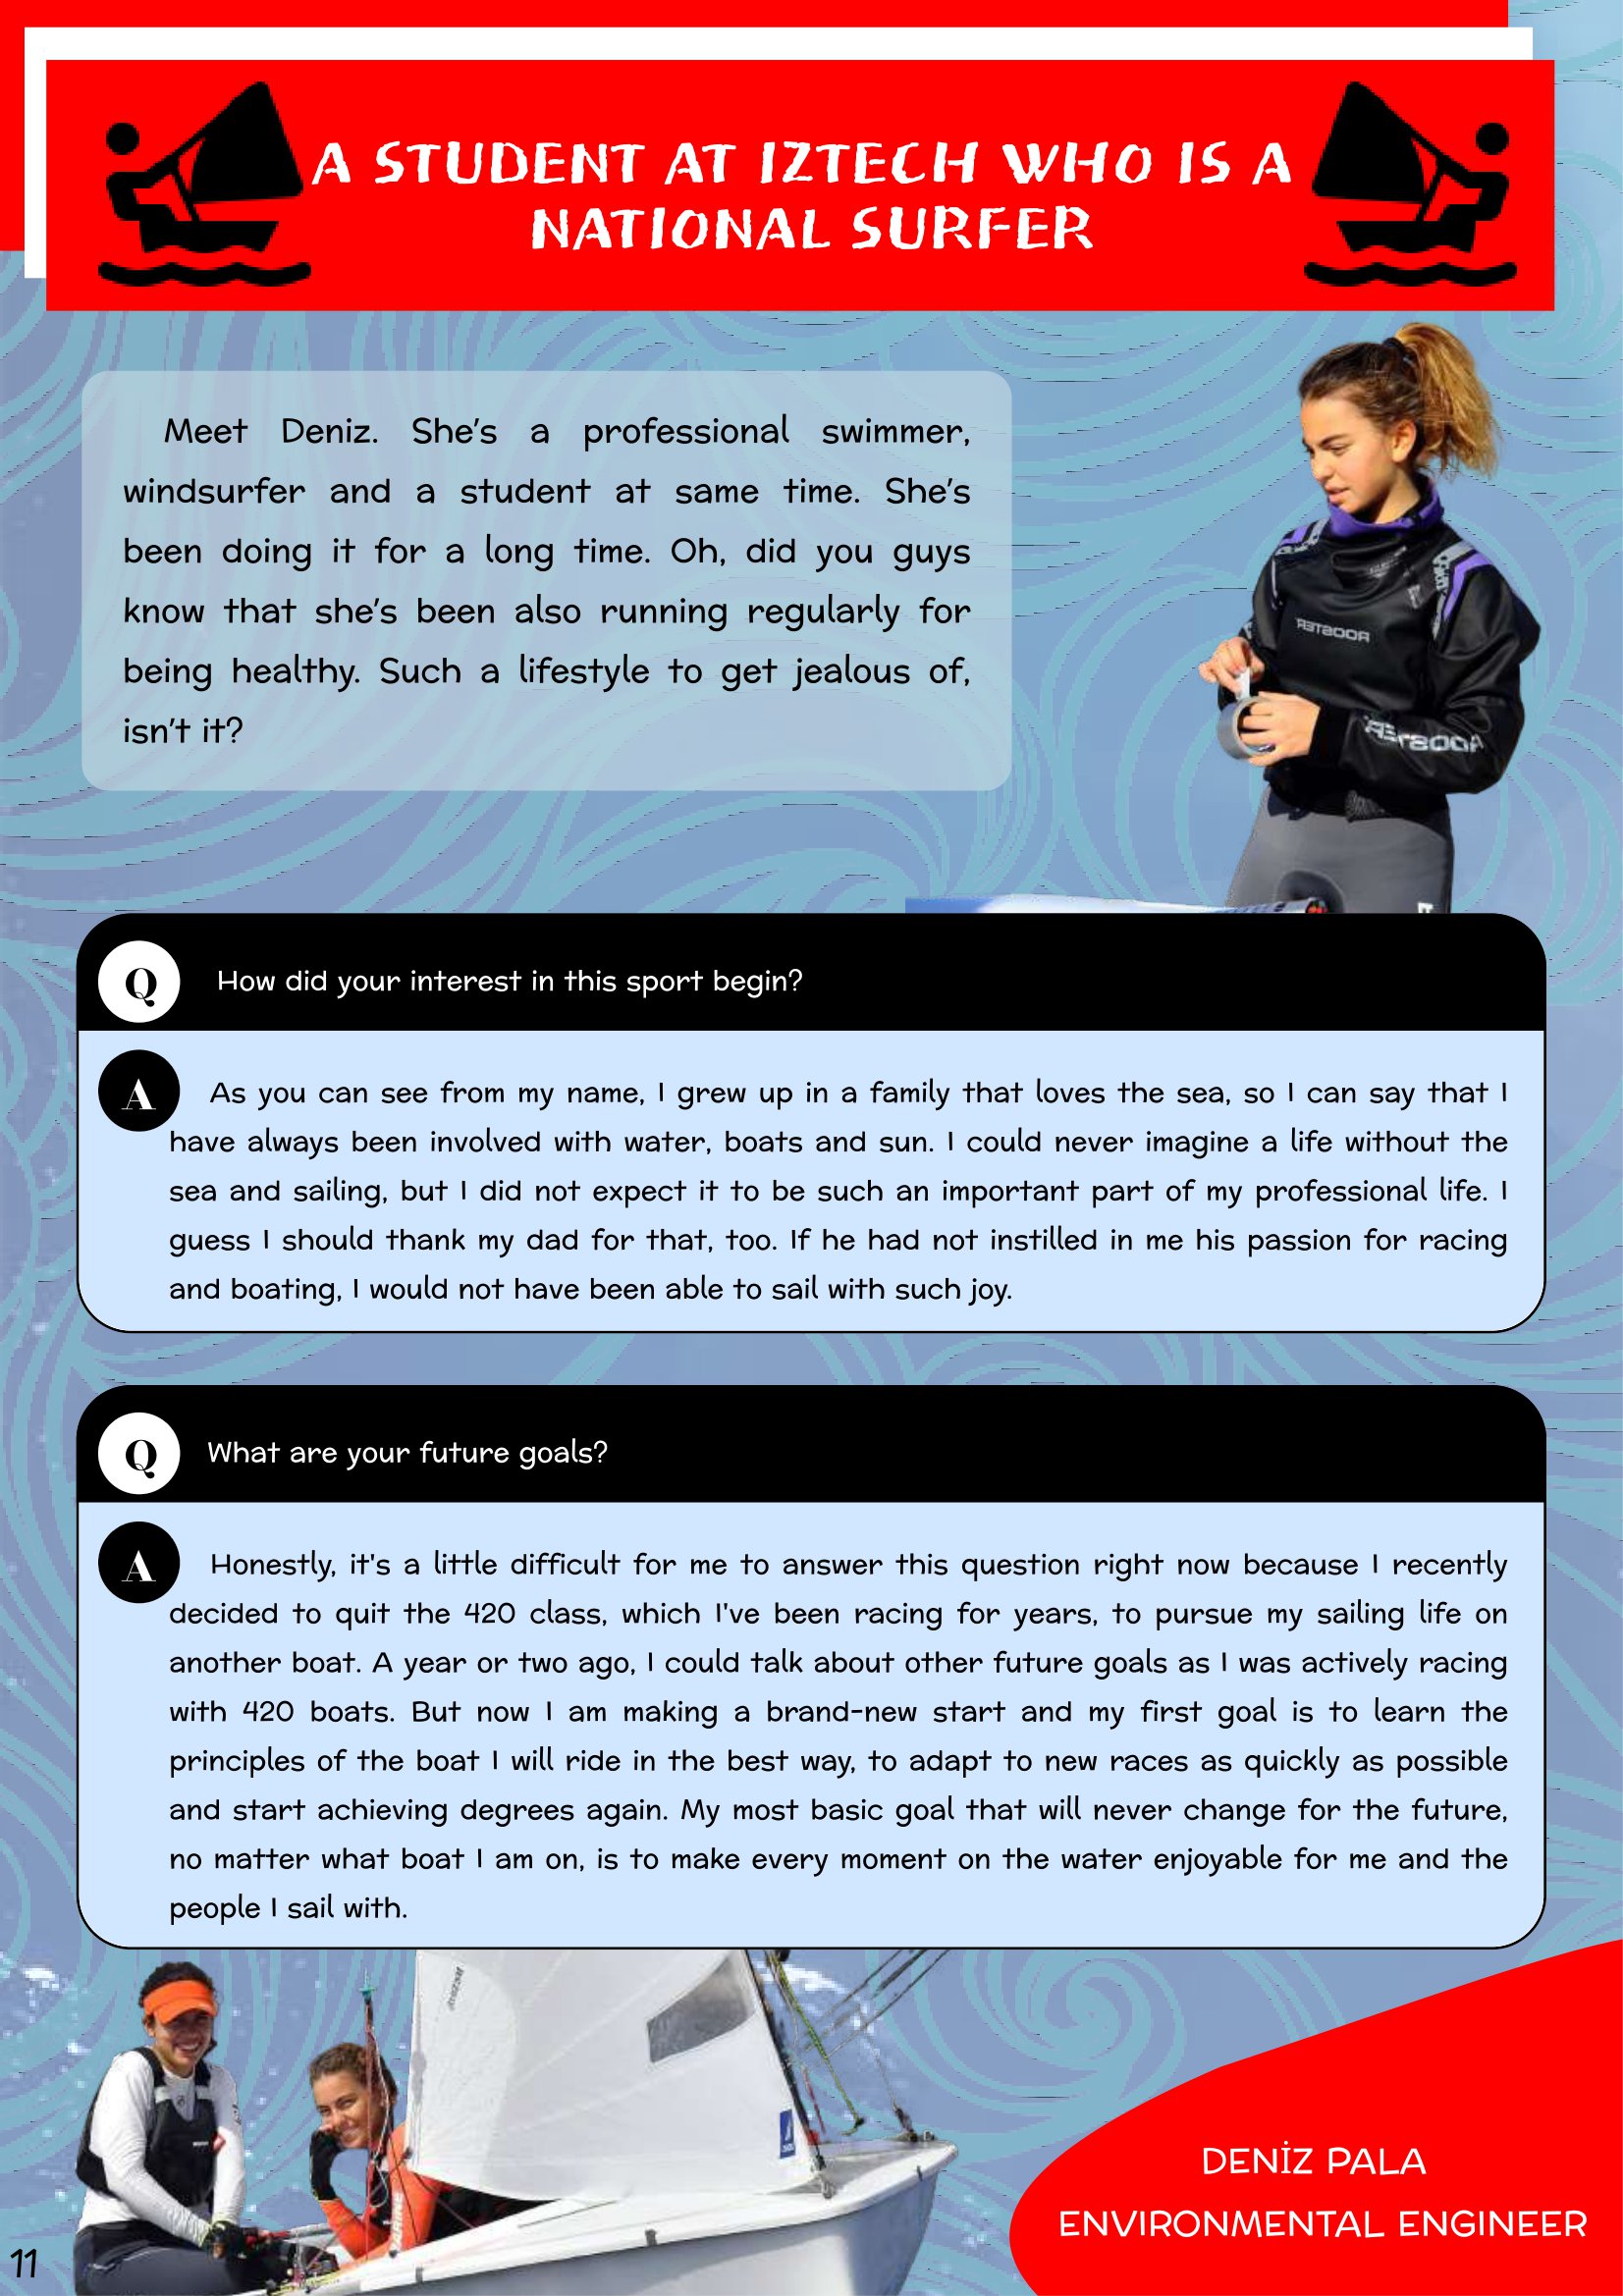 A STUDENT AT IZTECH WHO IS A
NATIONAL SURFER
Meet Deniz. She's a professional swimmer,
windsurfer and a student at same time. She's
been doing it for a long time. Oh, did you guys
know that she's been also running regularly for
being healthy. Such a lifestyle to get jealous of,
isn't it?
ROOSTER
ROOSTER
Q How did your interest in this sport begin?
A As you can see from my name, I grew up in a family that loves the sea, so I can say that I
have always been involved with water, boats and sun. I could never imagine a life without the
sea and sailing, but I did not expect it to be such an important part of my professional life. I
guess I should thank my dad for that, too. If he had not instilled in me his passion for racing
and boating, I would not have been able to sail with such joy.
Q What are your future goals?
A Honestly, it's a little difficult for me to answer this question right now because I recently
decided to quit the 420 class, which I've been racing for years, to pursue my sailing life on
another boat. A year or two ago, I could talk about other future goals as I was actively racing
with 420 boats. But now I am making a brand-new start and my first goal is to learn the
principles of the boat I will ride in the best way, to adapt to new races as quickly as possible
and start achieving degrees again. My most basic goal that will never change for the future,
no matter what boat I am on, is to make every moment on the water enjoyable for me and the
people I sail with.
DENİZ PALA
ENVIRONMENTAL ENGINEER
11